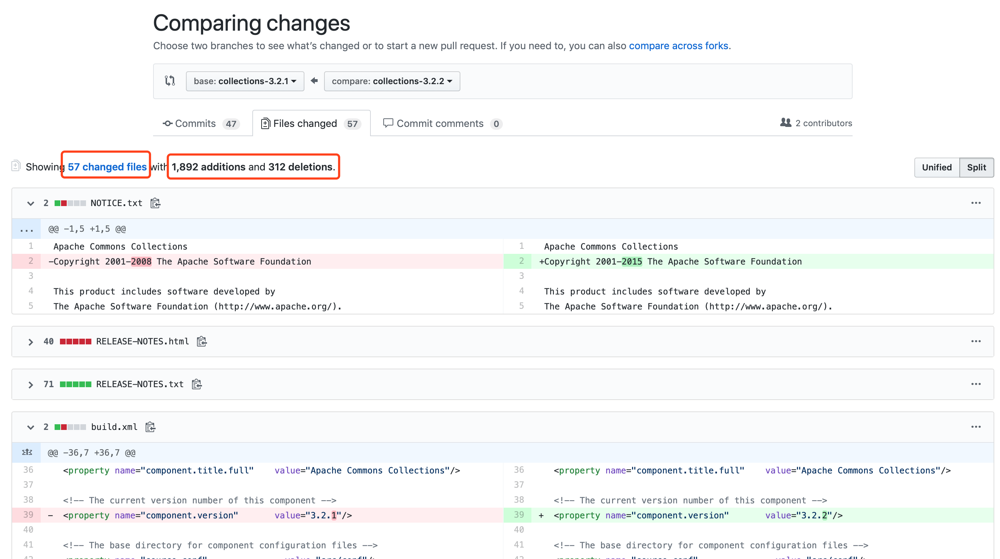 Comparing changes
Choose two branches to see what’s changed or to start a new pull request. If you need to, you can also compare across forks.
base: collections-3.2.1 compare: collections-3.2.2
Commits 47 Files changed 57 Commit comments 0 2 contributors
Showing 57 changed files with 1,892 additions and 312 deletions. Unified Split
2 NOTICE.txt
... @@ -1,5 +1,5 @@
1 Apache Commons Collections 1 Apache Commons Collections
2 -Copyright 2001-2008 The Apache Software Foundation 2 +Copyright 2001-2015 The Apache Software Foundation
3 3
4 This product includes software developed by 4 This product includes software developed by
5 The Apache Software Foundation (http://www.apache.org/). 5 The Apache Software Foundation (http://www.apache.org/).
40 RELEASE-NOTES.html
71 RELEASE-NOTES.txt
2 build.xml
@@ -36,7 +36,7 @@
36 <property name="component.title.full" value="Apache Commons Collections"/> 36 <property name="component.title.full" value="Apache Commons Collections"/>
37 37
38 <!-- The current version number of this component --> 38 <!-- The current version number of this component -->
39 - <property name="component.version" value="3.2.1"/> 39 + <property name="component.version" value="3.2.2"/>
40 40
41 <!-- The base directory for component configuration files --> 41 <!-- The base directory for component configuration files -->